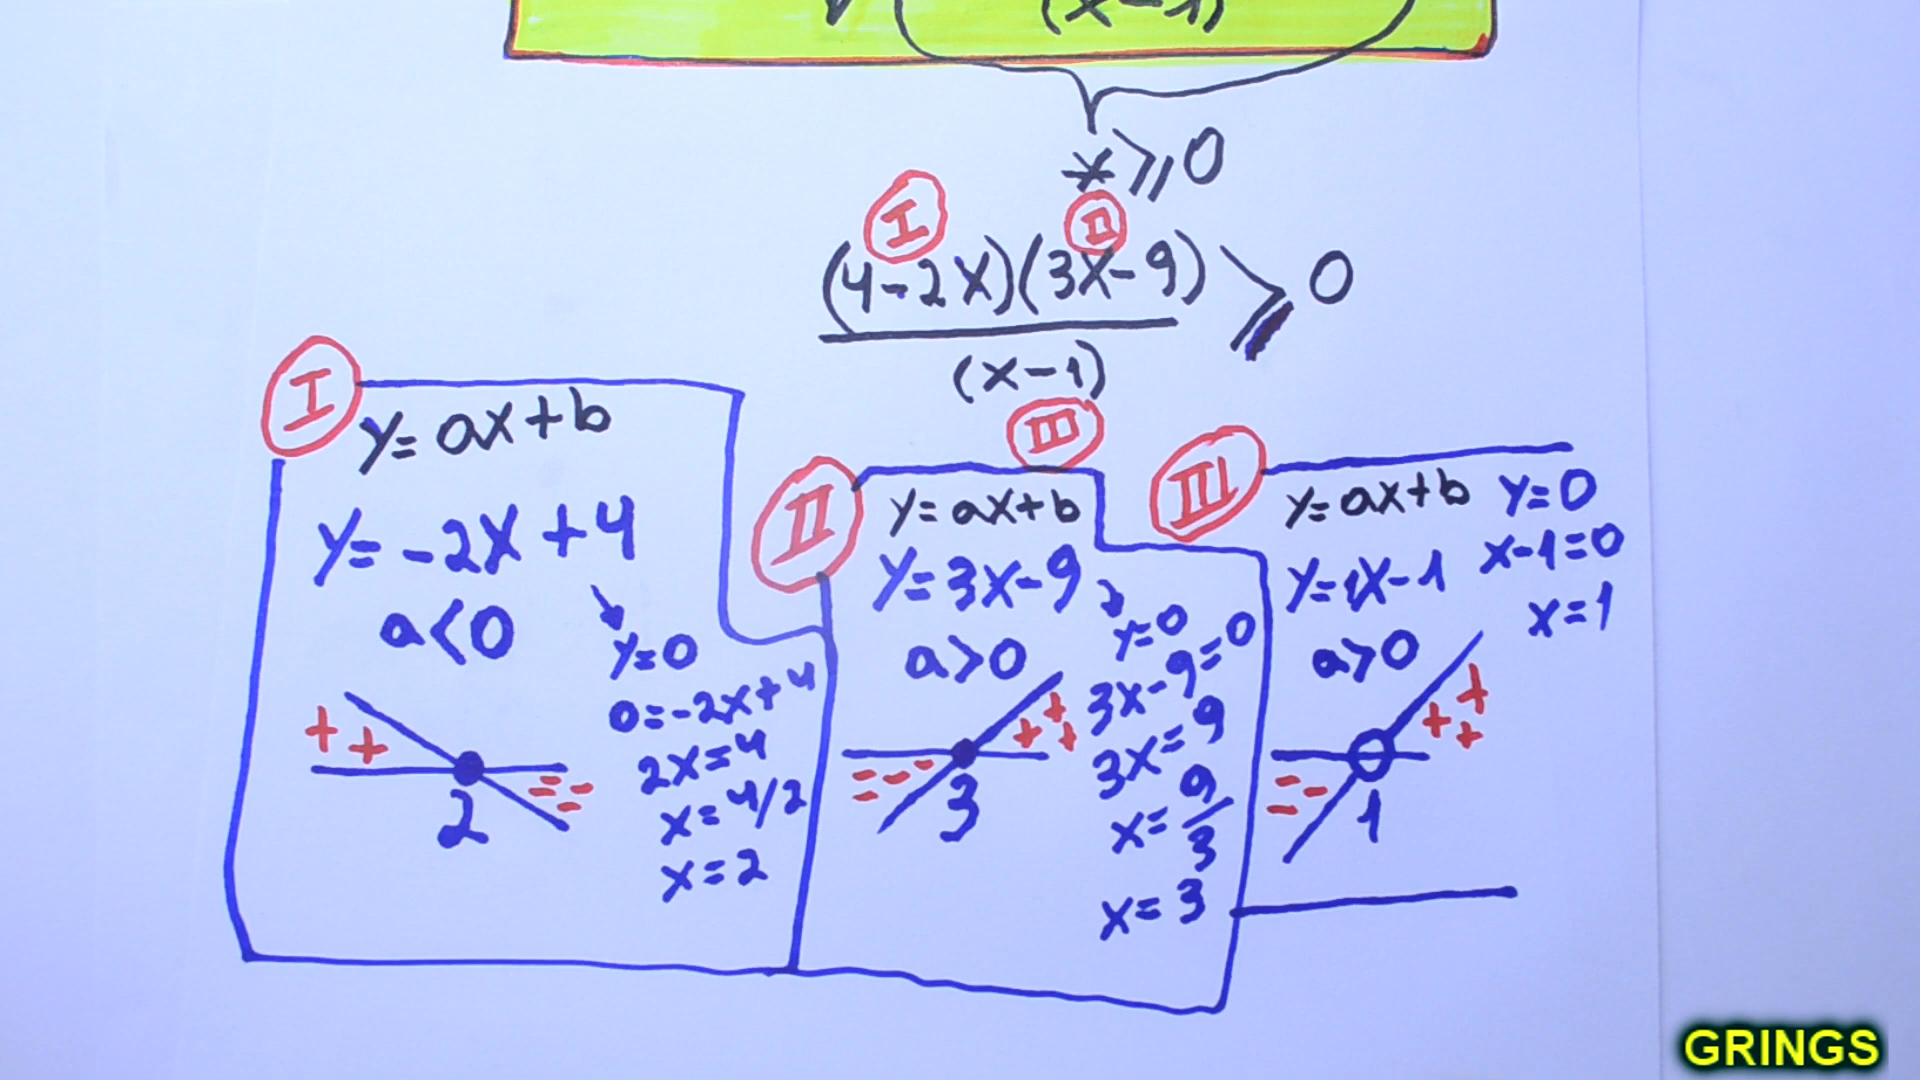 (x-1)
x⩾0
I II
(4-2x)(3x-9) ⩾ 0
(x-1)
III
I
y=ax+b
y=-2x+4
a<0
y=0
0=-2x+4
2x=4
x=4/2
x=2
+ +
- - - -
2
II
y=ax+b
y=3x-9
a>0
y=0
3x-9=0
3x=9
x=9/3
x=3
+ + + +
- - - -
3
III
y=ax+b y=0
y=1x-1 x-1=0
a>0 x=1
+ + +
- - -
1
GRINGS